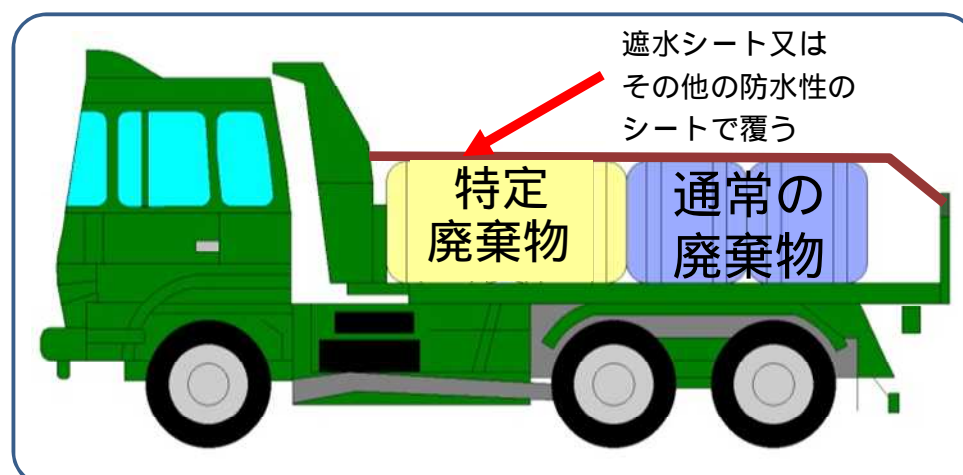 遮水シート又は
その他の防水性の
シートで覆う
特定
廃棄物
通常の
廃棄物